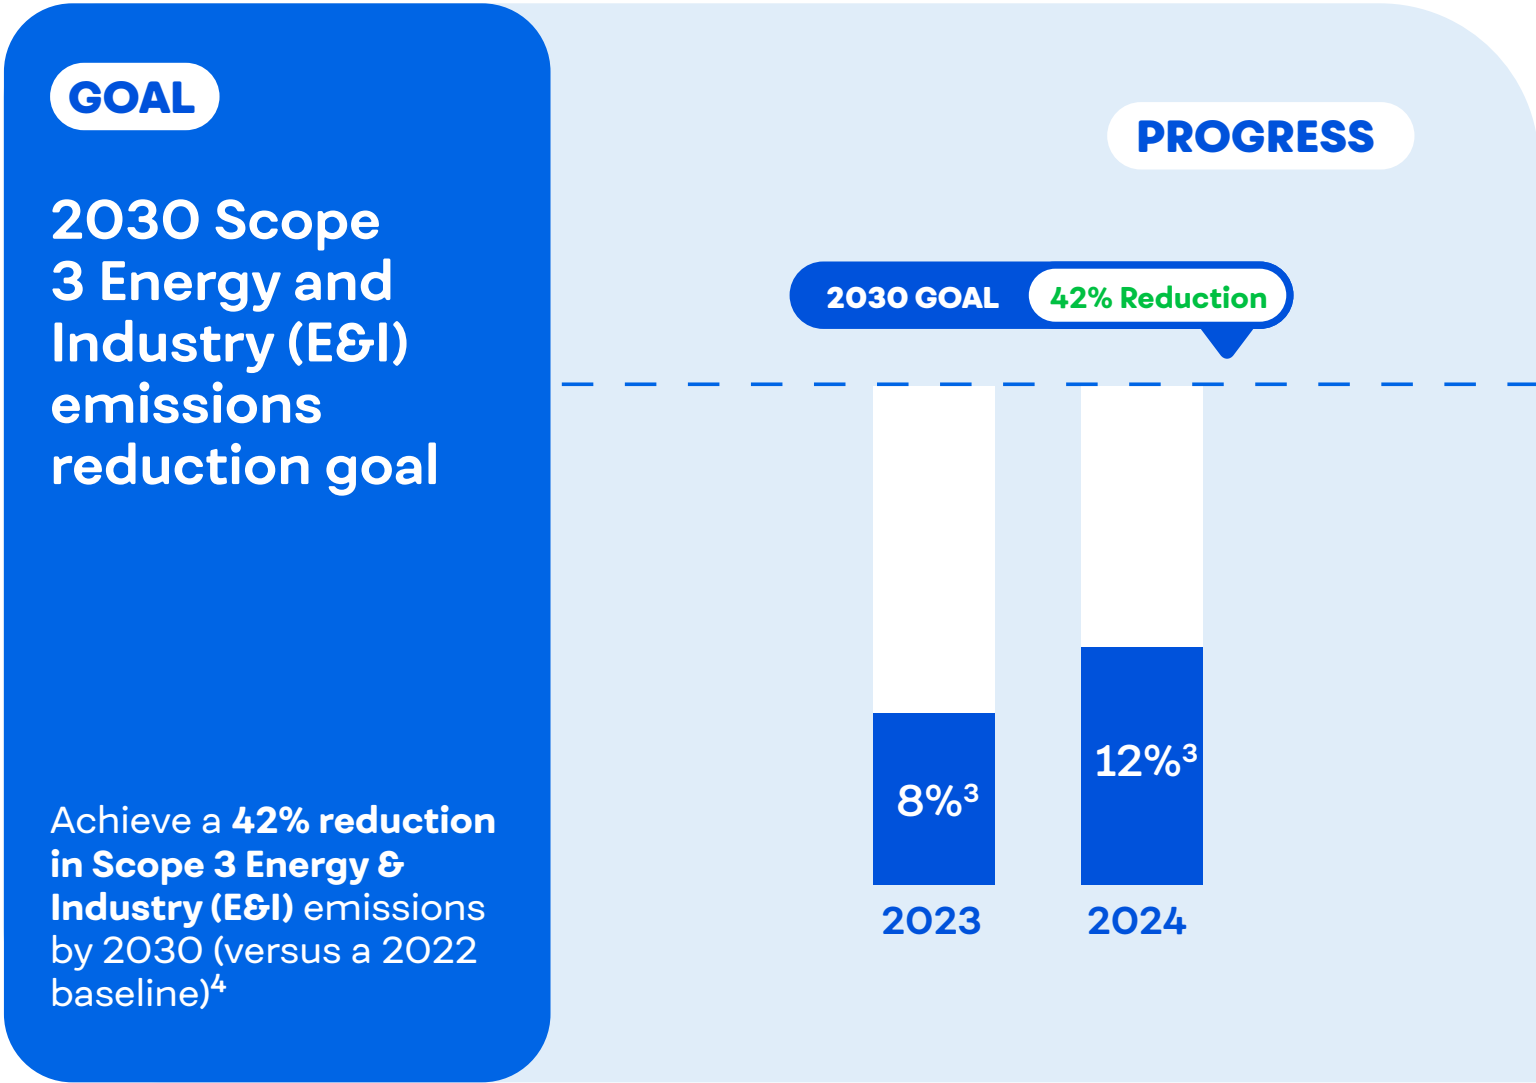 GOAL
2030 Scope
3 Energy and
Industry (E&I)
emissions
reduction goal
Achieve a 42% reduction
in Scope 3 Energy &
Industry (E&I) emissions
by 2030 (versus a 2022
baseline)⁴
PROGRESS
2030 GOAL 42% Reduction
8%³
12%³
2023
2024